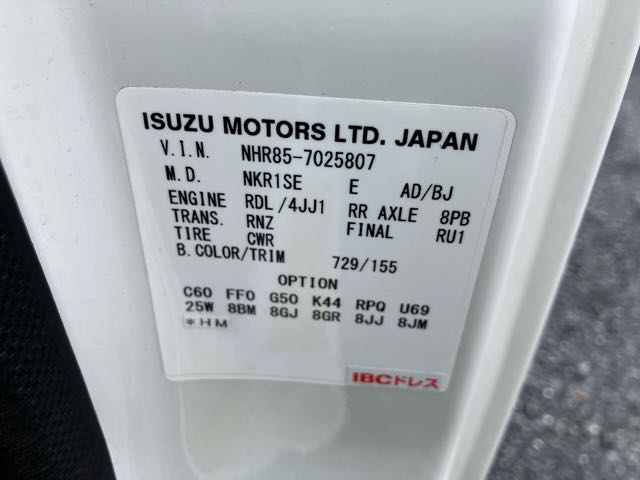 ISUZU MOTORS LTD. JAPAN
V.I.N. NHR85-7025807
M.D. NKR1SE E AD/BJ
ENGINE RDL/4JJ1 RR AXLE 8PB
TRANS. RNZ FINAL RU1
TIRE CWR
B.COLOR/TRIM 729/155
OPTION
C60 FF0 G50 K44 RPQ U69
25W 8BM 8GJ 8GR 8JJ 8JM
*HM
IBCドレス